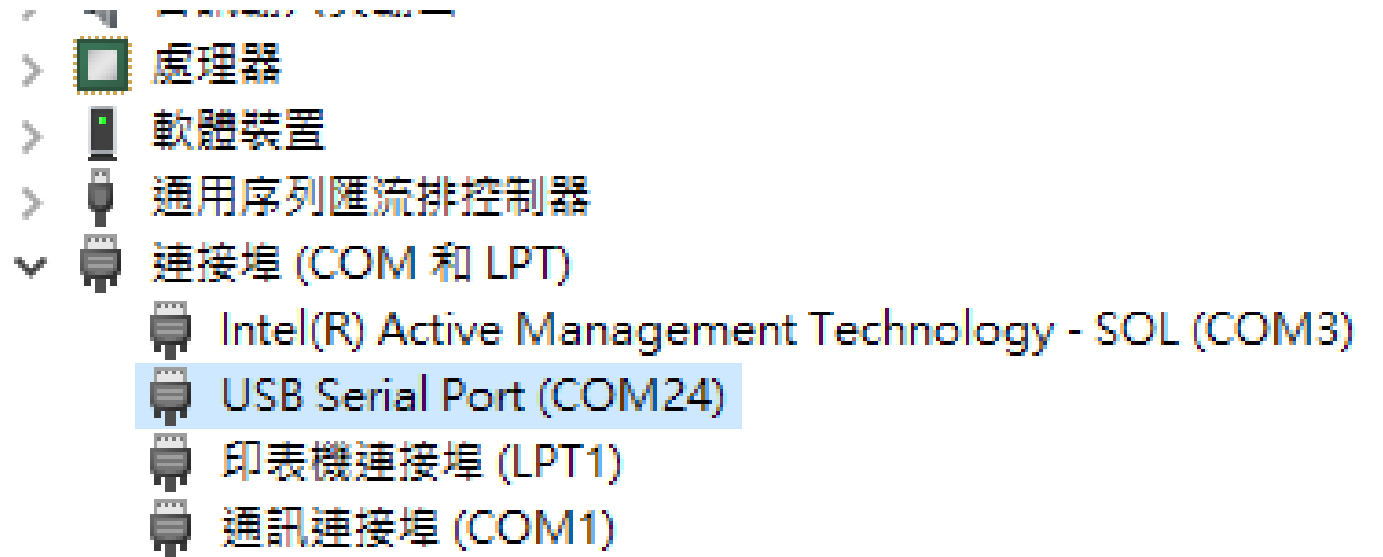 處理器
軟體裝置
通用序列匯流排控制器
連接埠 (COM 和 LPT)
Intel(R) Active Management Technology - SOL (COM3)
USB Serial Port (COM24)
印表機連接埠 (LPT1)
通訊連接埠 (COM1)